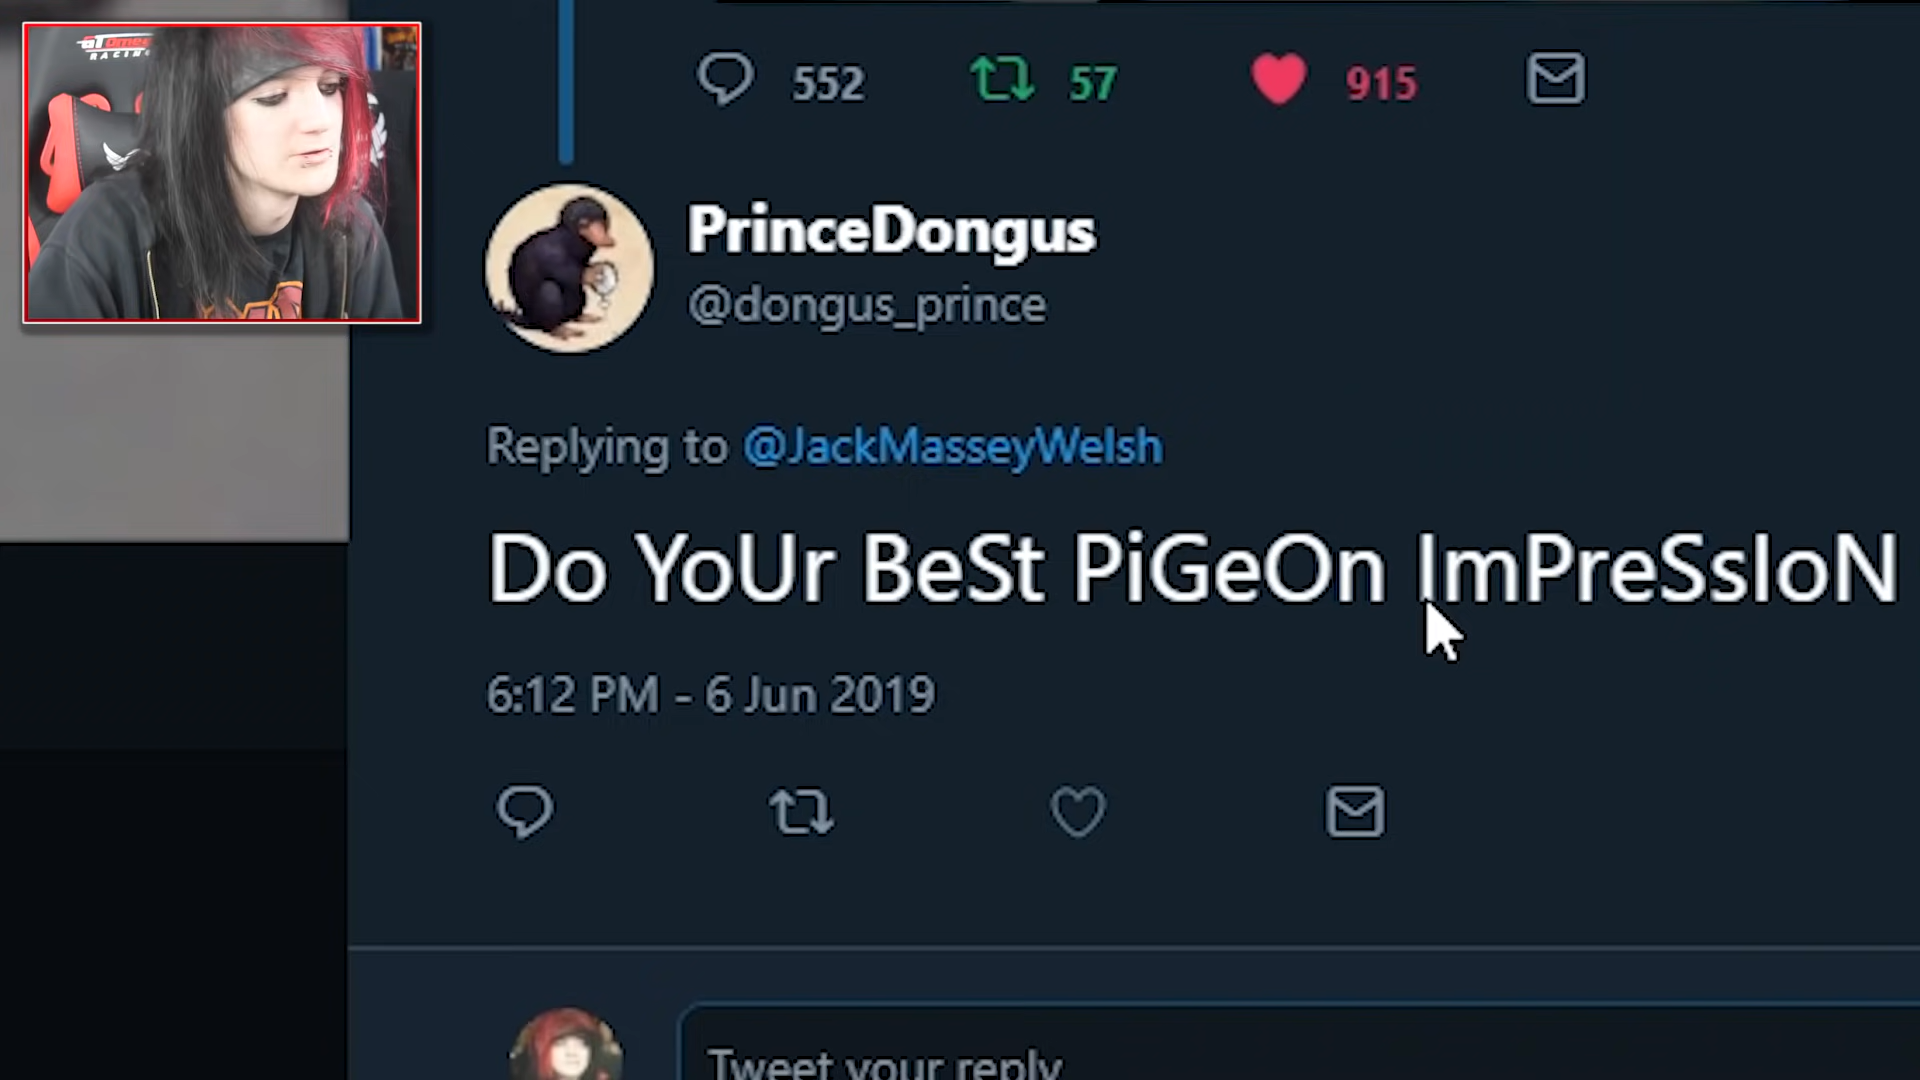 RACING
552 57 915
PrinceDongus
@dongus_prince
Replying to @JackMasseyWelsh
Do YoUr BeSt PiGeOn ImPreSsIoN
6:12 PM - 6 Jun 2019
Tweet your reply